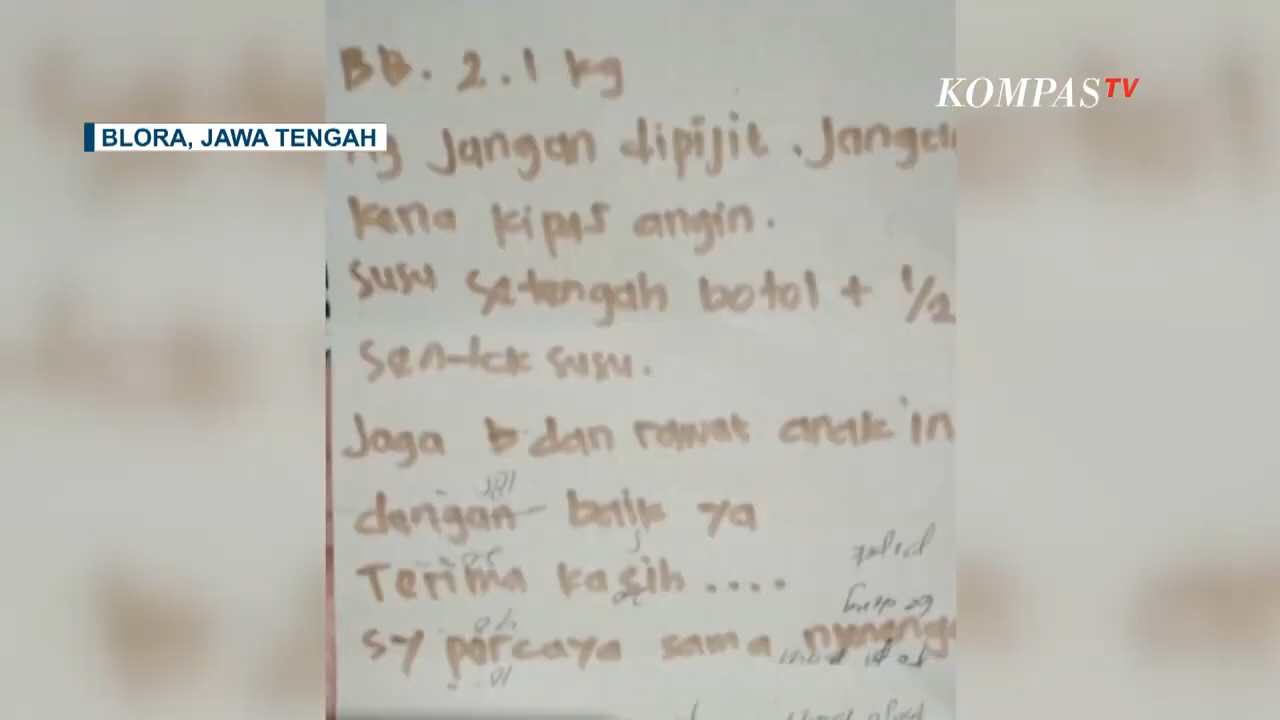 BB. 2.1 kg
KOMPASTV
BLORA, JAWA TENGAH
Jangan dipijit. Jangan
kena kipas angin.
susu setengah botol + 1/2
susu.
Jaga b dan rawat anak in
dengan baik ya
Terima kasih ....
sy percaya sama